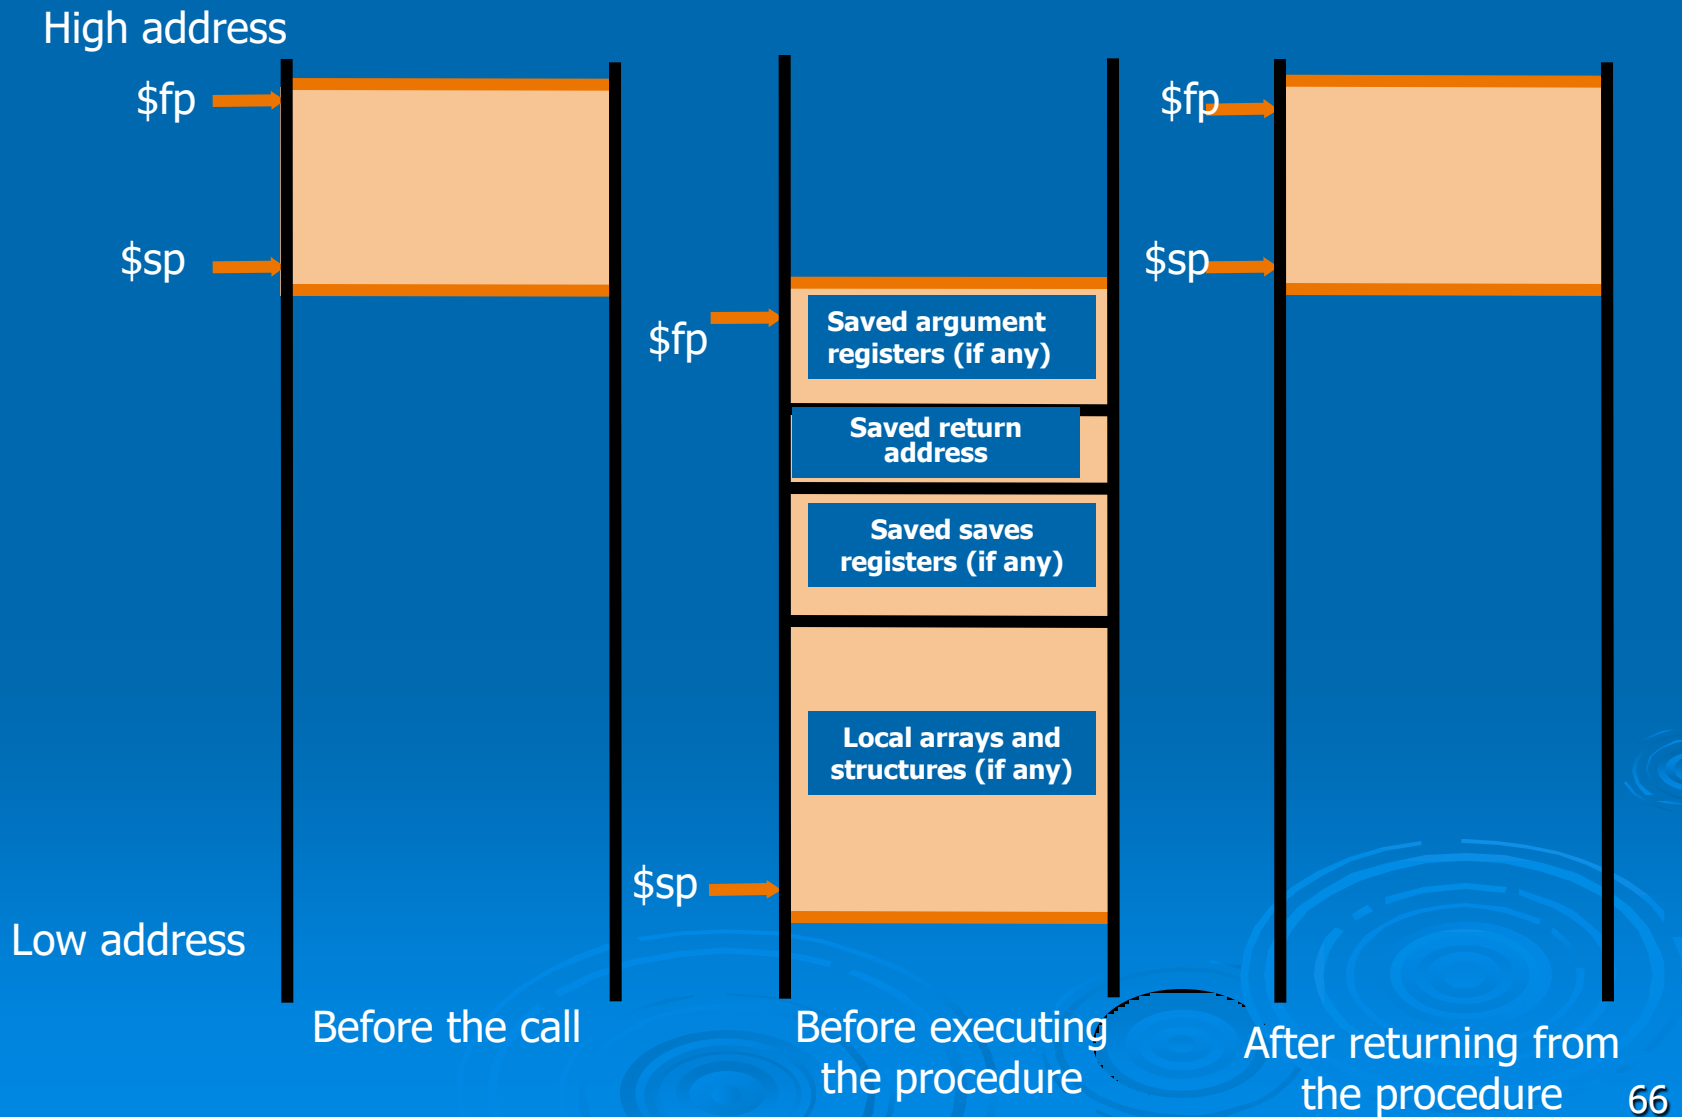 High address
$fp
$sp
Low address
Before the call
$fp
Saved argument
registers (if any)
Saved return
address
Saved saves
registers (if any)
Local arrays and
structures (if any)
$sp
Before executing
the procedure
$fp
$sp
After returning from
the procedure
66